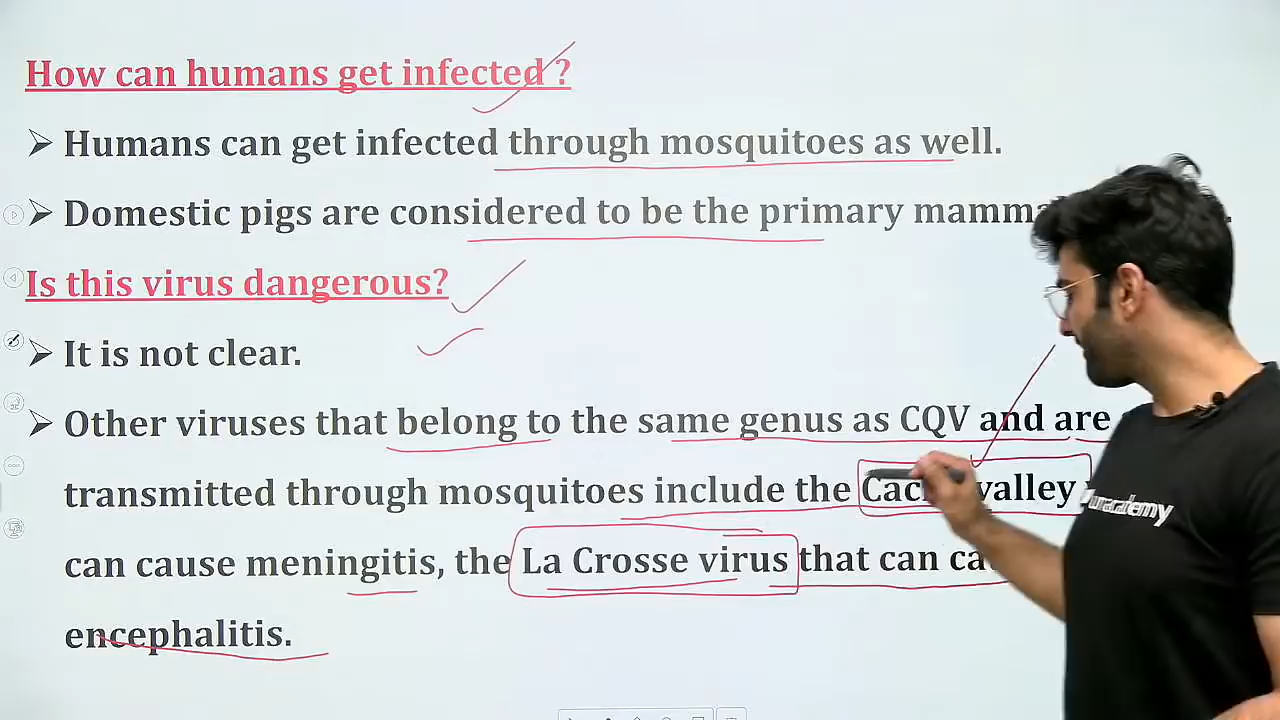 How can humans get infected ?
Humans can get infected through mosquitoes as well.
Domestic pigs are considered to be the primary
Is this virus dangerous?
It is not clear.
Other viruses that belong to the same genus as CQV and are
transmitted through mosquitoes include the valley
can cause meningitis, the La Crosse virus that can
encephalitis.